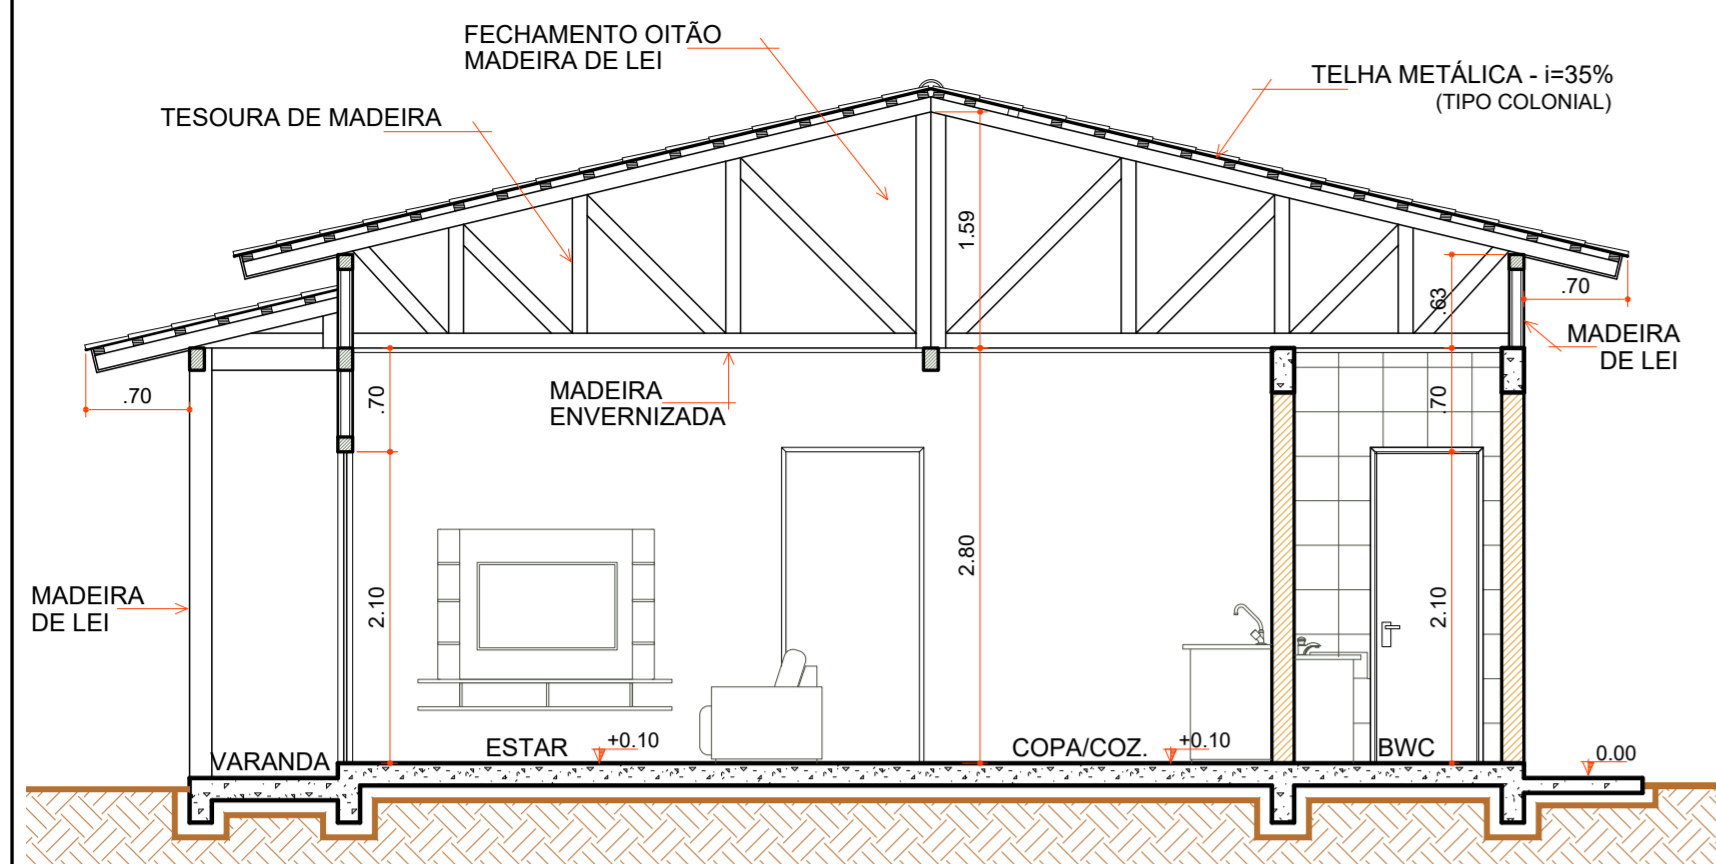 FECHAMENTO OITÃO
MADEIRA DE LEI
TELHA METÁLICA - i=35%
(TIPO COLONIAL)
TESOURA DE MADEIRA
1.59
.63
.70
MADEIRA
DE LEI
.70
.70
MADEIRA
ENVERNIZADA
.70
2.80
2.10
2.10
MADEIRA
DE LEI
VARANDA
ESTAR
+0.10
COPA/COZ.
+0.10
BWC
0.00